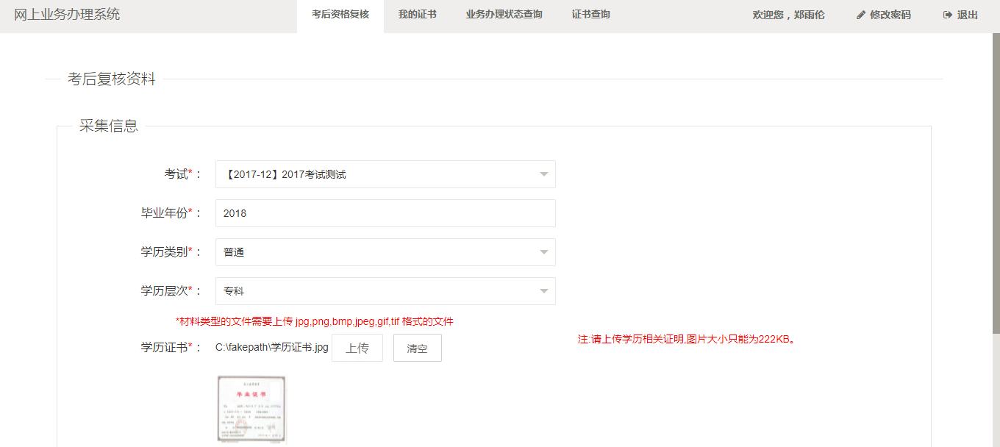 网上业务办理系统 考后资格复核 我的证书 业务办理状态查询 证书查询 欢迎您，郑雨伦 修改密码 退出
考后复核资料
采集信息
考试*： 【2017-12】2017考试测试
毕业年份*： 2018
学历类别*： 普通
学历层次*： 专科
*材料类型的文件需要上传 jpg,png,bmp,jpeg,gif,tif 格式的文件
注:请上传学历相关证明,图片大小只能为222KB。
学历证书*： C:\fakepath\学历证书.jpg 上传 清空
毕业证书